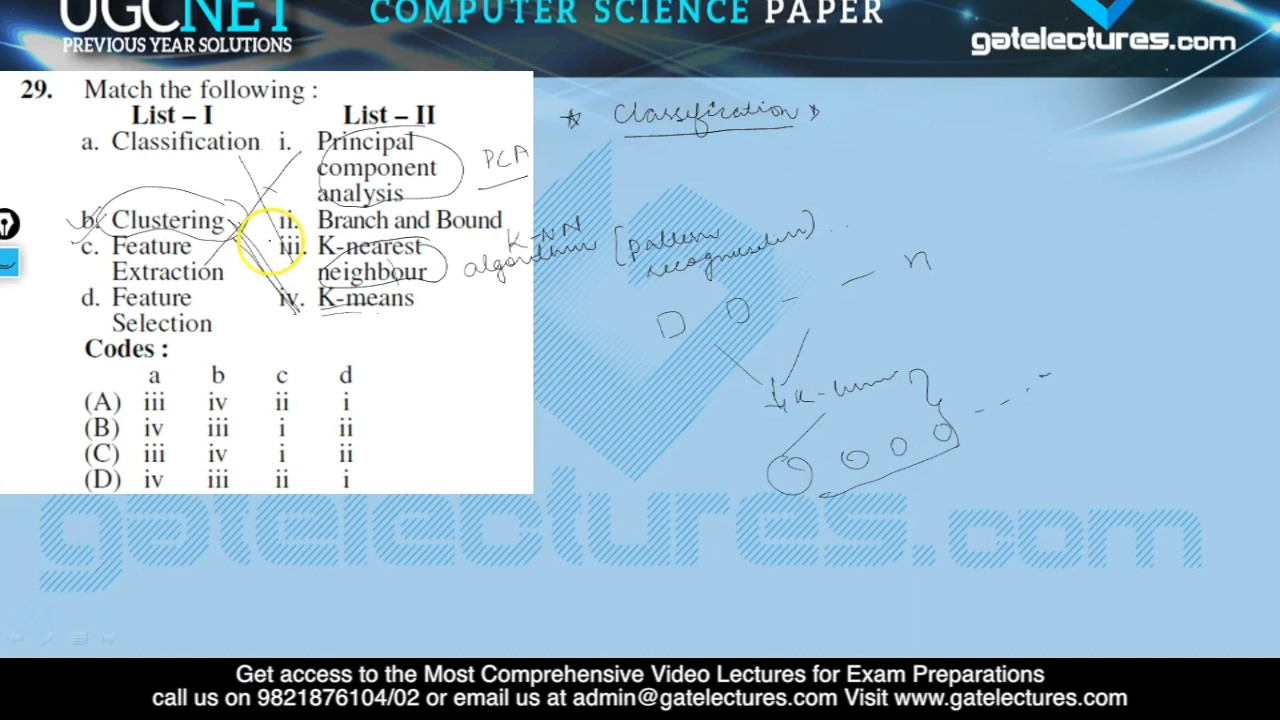 UGCNET
COMPUTER SCIENCE PAPER
PREVIOUS YEAR SOLUTIONS
gatelectures.com
29. Match the following :
List – I List – II
a. Classification i. Principal
component
analysis
b. Clustering ii. Branch and Bound
c. Feature iii. K-nearest
Extraction neighbour
d. Feature iv. K-means
Selection
Codes :
a b c d
(A) iii iv ii i
(B) iv iii i ii
(C) iii iv i ii
(D) iv iii ii i
Classification
PCA
K-NN
algorithm [pattern
n
gatelectures.com
Get access to the Most Comprehensive Video Lectures for Exam Preparations
call us on 9821876104/02 or email us at admin@gatelectures.com Visit www.gatelectures.com